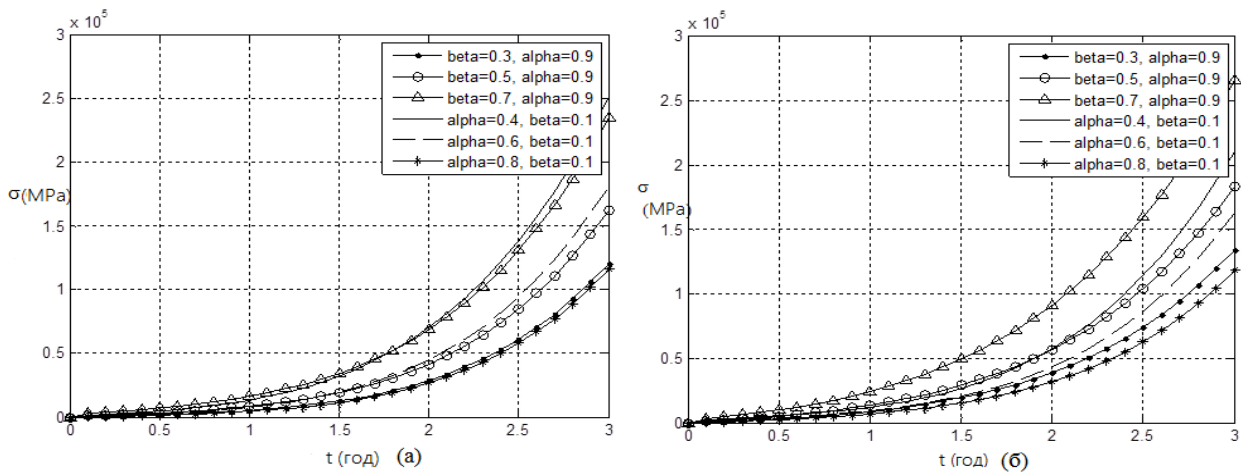 × 10⁵
3
2.5
2
1.5
1
0.5
0
σ(MPa)
beta=0.3, alpha=0.9
beta=0.5, alpha=0.9
beta=0.7, alpha=0.9
alpha=0.4, beta=0.1
alpha=0.6, beta=0.1
alpha=0.8, beta=0.1
0 0.5 1 1.5 2 2.5 3
t (год) (а)
× 10⁵
3
2.5
2
1.5
1
0.5
0
σ
(MPa)
beta=0.3, alpha=0.9
beta=0.5, alpha=0.9
beta=0.7, alpha=0.9
alpha=0.4, beta=0.1
alpha=0.6, beta=0.1
alpha=0.8, beta=0.1
0 0.5 1 1.5 2 2.5 3
t (год) (б)